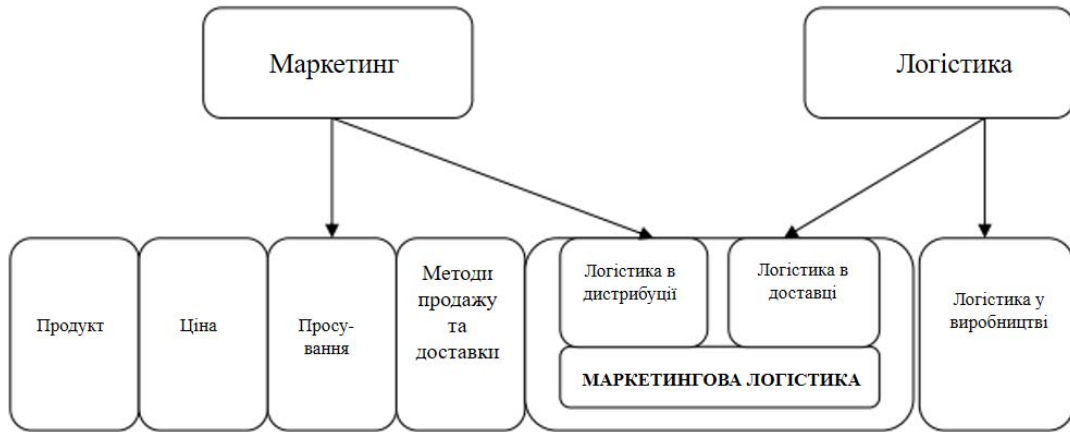 Маркетинг
Логістика
Продукт
Ціна
Просу-
вання
Методи
продажу
та
доставки
Логістика в
дистрибуції
Логістика в
доставці
МАРКЕТИНГОВА ЛОГІСТИКА
Логістика у
виробництві